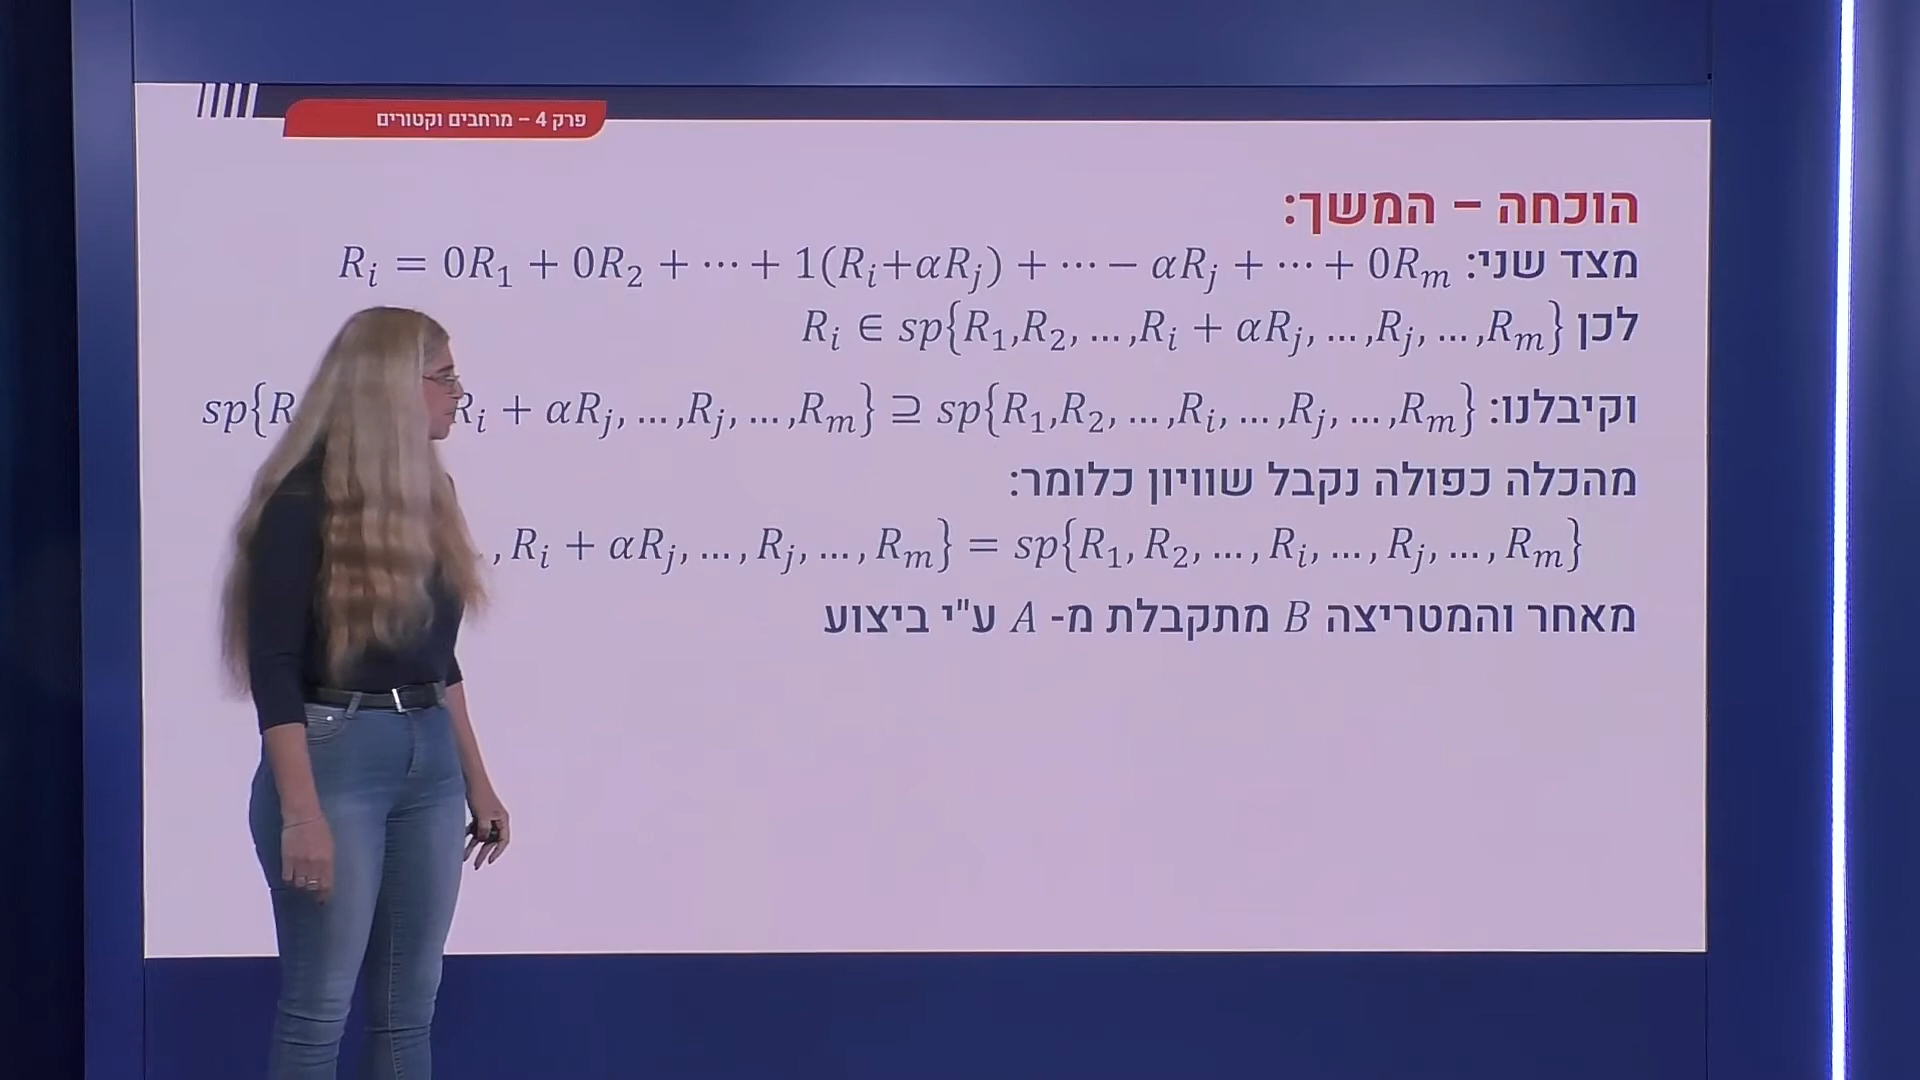 פרק 4 – מרחבים וקטורים
הוכחה – המשך:
מצד שני: R_i = 0R_1 + 0R_2 + ⋯ + 1(R_i+αR_j) + ⋯ − αR_j + ⋯ + 0R_m
לכן R_i ∈ sp{R_1,R_2, … ,R_i + αR_j, … ,R_j, … ,R_m}
וקיבלנו: sp{R R_i + αR_j, … ,R_j, … ,R_m} ⊇ sp{R_1,R_2, … ,R_i, … ,R_j, … ,R_m}
מהכלה כפולה נקבל שוויון כלומר:
, R_i + αR_j, … , R_j, … , R_m} = sp{R_1, R_2, … , R_i, … , R_j, … , R_m}
מאחר והמטריצה B מתקבלת מ- A ע"י ביצוע